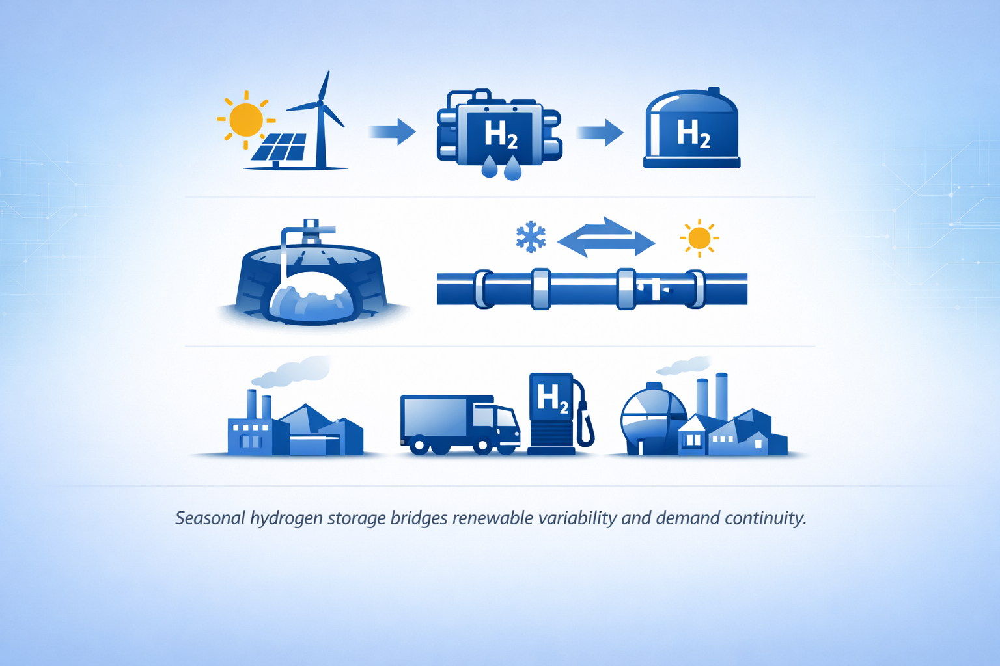 H₂
H₂
H₂
Seasonal hydrogen storage bridges renewable variability and demand continuity.